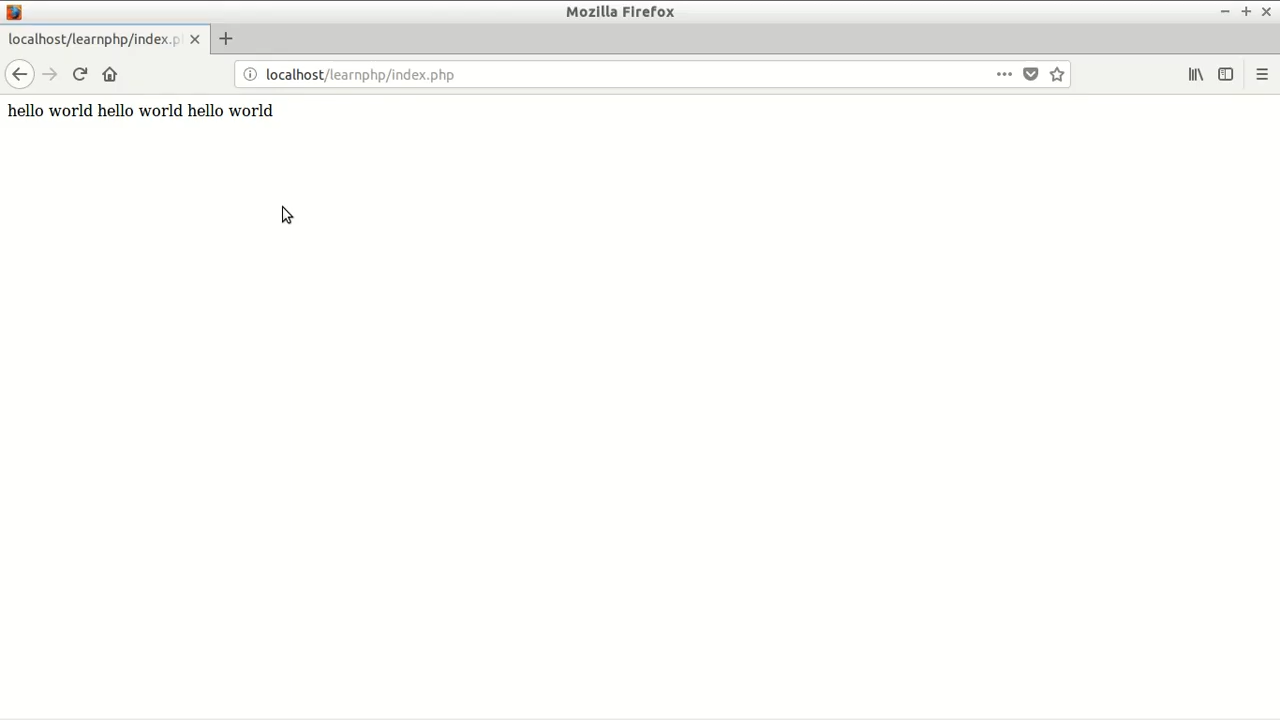 Mozilla Firefox
localhost/learnphp/index.p
localhost/learnphp/index.php
hello world hello world hello world